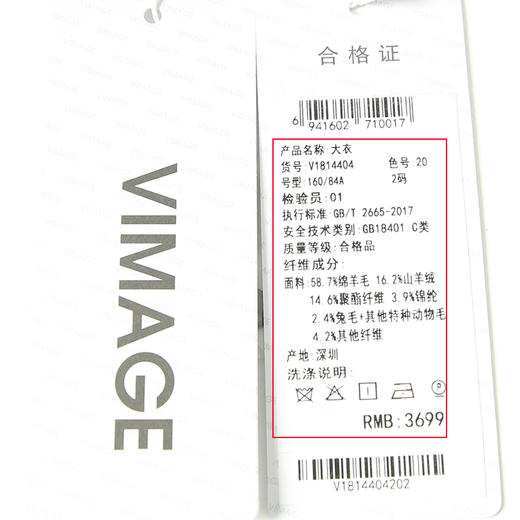 VIMAGE
合格证
6 941602 710017
产品名称:大衣
货号:V1814404 色号:20
号型:160/84A 2码
检验员:01
执行标准:GB/T 2665-2017
安全技术类别:GB18401 C类
质量等级:合格品
纤维成分:
面料:58.7%绵羊毛 16.2%山羊绒
14.6%聚酯纤维 3.9%锦纶
2.4%兔毛+其他特种动物毛
4.2%其他纤维
产地:深圳
洗涤说明:
P
RMB:3699
V1814404202